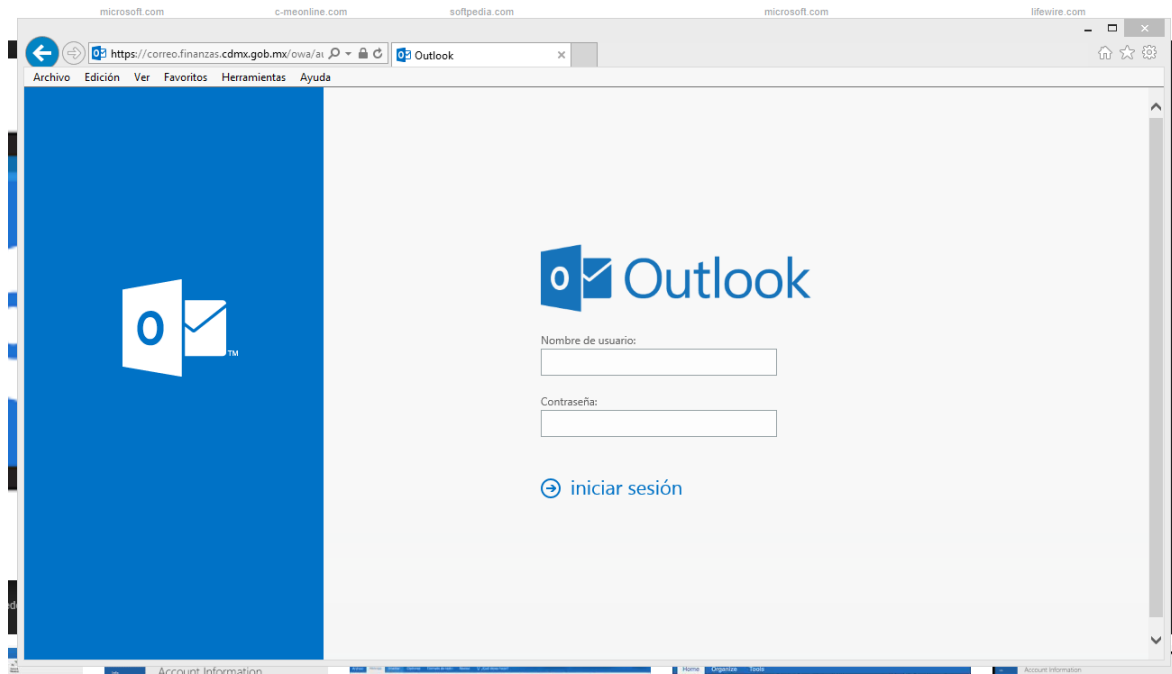 microsoft.com c-meonline.com softpedia.com microsoft.com lifewire.com
https://correo.finanzas.cdmx.gob.mx/owa/au Outlook
Archivo Edición Ver Favoritos Herramientas Ayuda
Outlook
Nombre de usuario:
O TM
Contraseña:
iniciar sesión
Account Information
Home Organize Tools
Account Information